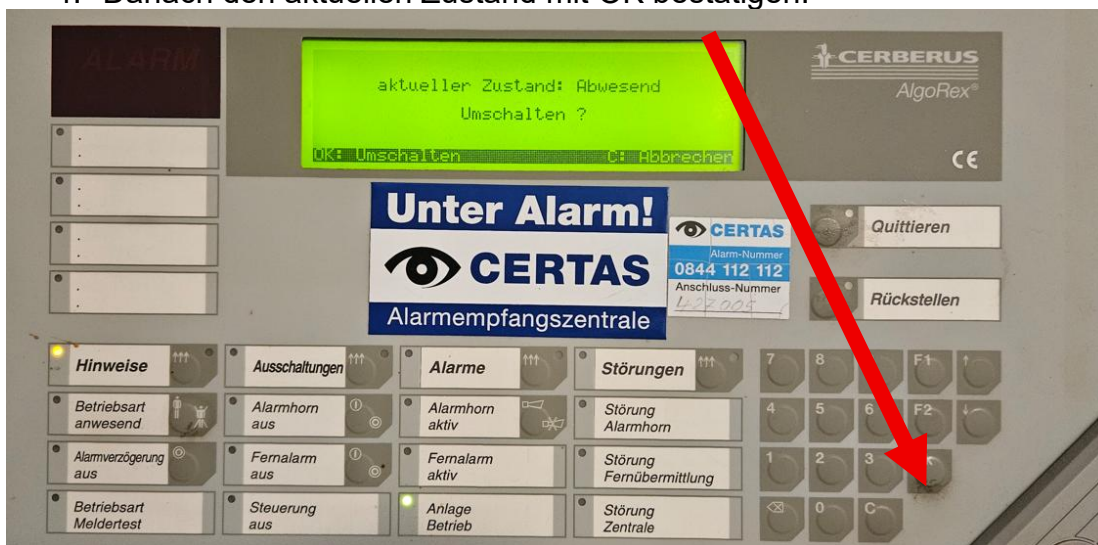 Danach den aktuellen Zustand mit OK bestätigen.
ALARM
aktueller Zustand: Abwesend
Umschalten ?
OK: Umschalten C: Abbrechen
CERBERUS
AlgoRex®
CE
Unter Alarm!
CERTAS
Alarmempfangszentrale
CERTAS
Alarm-Nummer
0844 112 112
Anschluss-Nummer
427005
Quittieren
Rückstellen
Hinweise
Ausschaltungen
Alarme
Störungen
7 8 F1
Betriebsart
anwesend
Alarmhorn
aus
Alarmhorn
aktiv
Störung
Alarmhorn
4 5 6 F2
Alarmverzögerung
aus
Fernalarm
aus
Fernalarm
aktiv
Störung
Fernübermittlung
1 2 3
Betriebsart
Meldertest
Steuerung
aus
Anlage
Betrieb
Störung
Zentrale
0 C